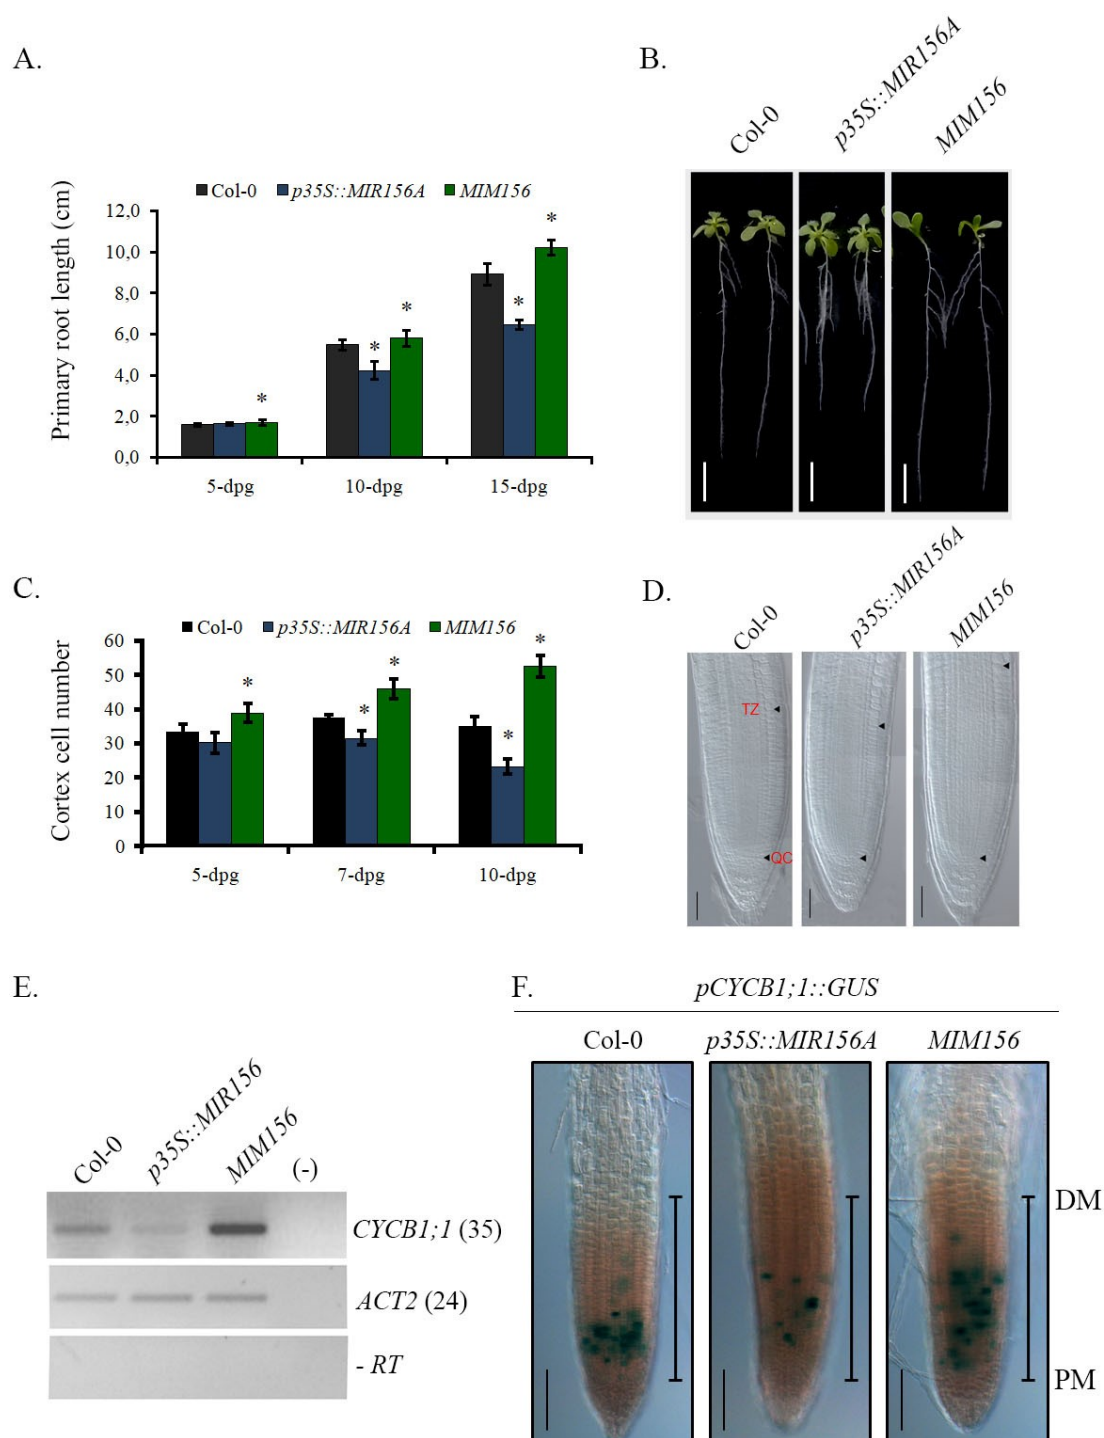 A.
Col-0 p35S::MIR156A MIM156
Primary root length (cm)
12,0
10,0
8,0
6,0
4,0
2,0
0,0
*
* *
* *
5-dpg 10-dpg 15-dpg
B.
Col-0
p35S::MIR156A
MIM156
C.
Col-0 p35S::MIR156A MIM156
Cortex cell number
60
50
40
30
20
10
0
*
* *
* *
5-dpg 7-dpg 10-dpg
D.
Col-0
p35S::MIR156A
MIM156
TZ
QC
E.
Col-0
p35S::MIR156
MIM156
(-)
CYCB1;1 (35)
ACT2 (24)
- RT
F.
pCYCB1;1::GUS
Col-0 p35S::MIR156A MIM156
DM
PM